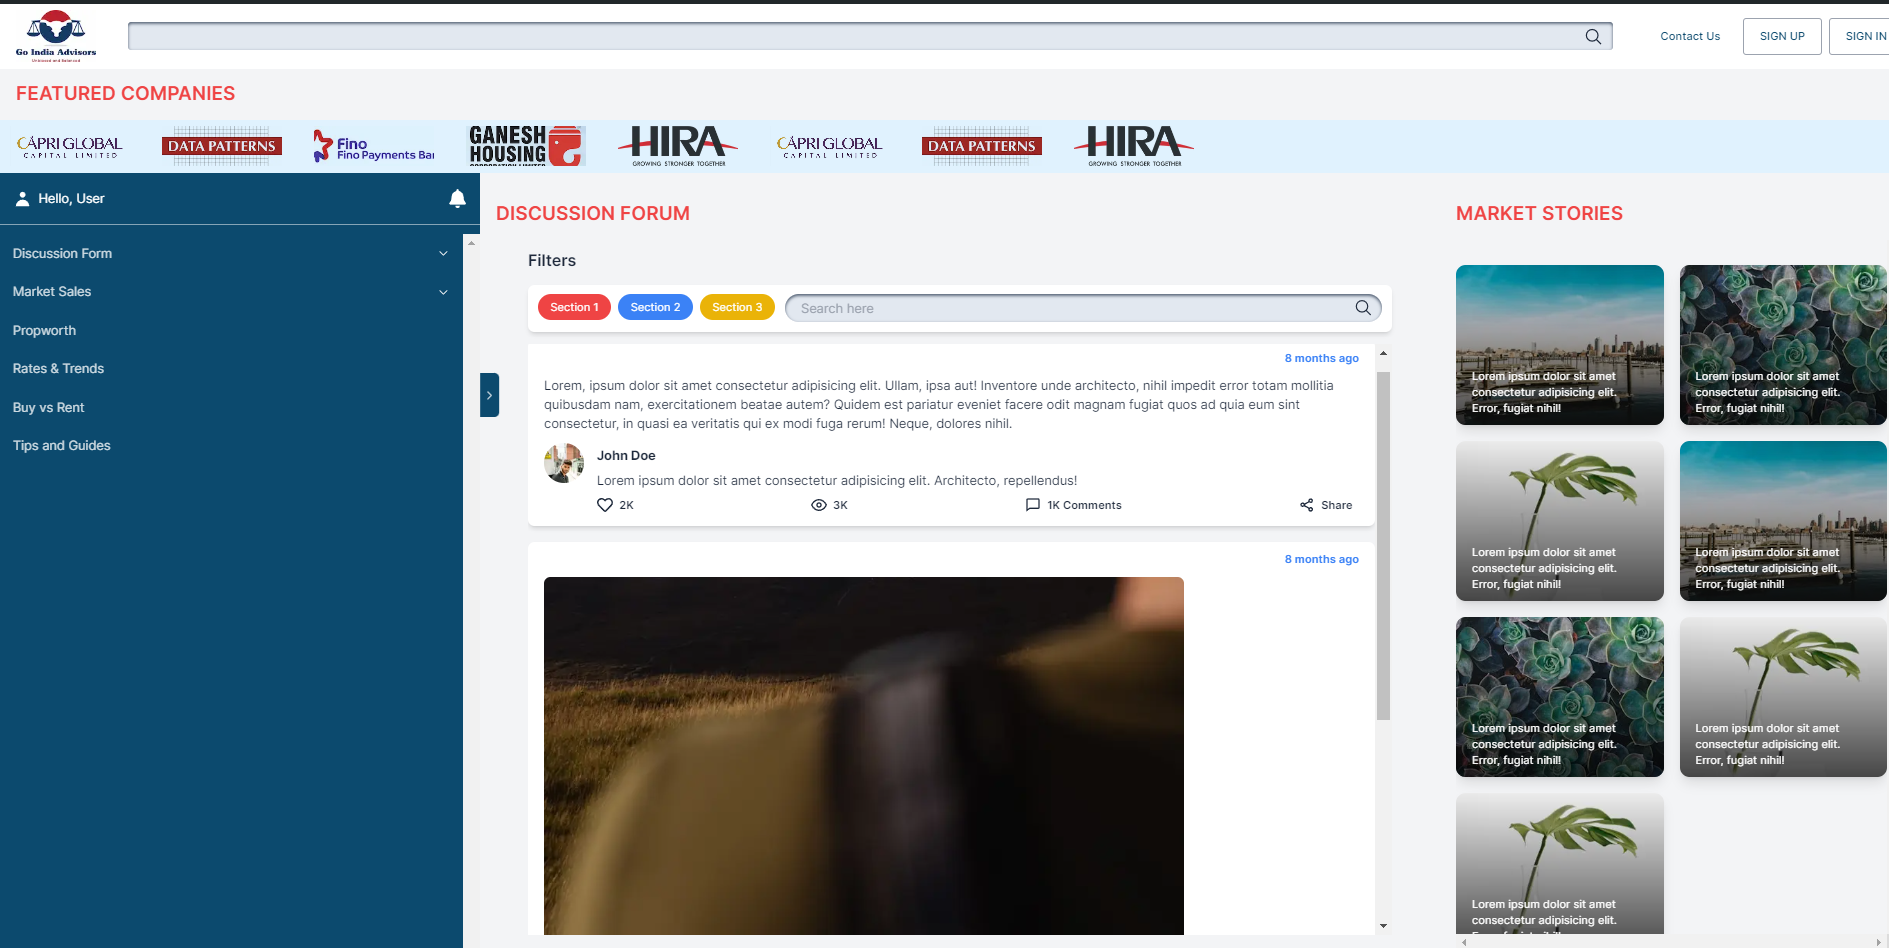 Go India Advisors
Unbiased and Balanced
Contact Us
SIGN UP
SIGN IN
FEATURED COMPANIES
CAPRI GLOBAL
CAPITAL LIMITED
DATA PATTERNS
Fino
Fino Payments Ban
GANESH
HOUSING
CORPORATION LIMITED
HIRA
GROWING STRONGER TOGETHER
CAPRI GLOBAL
CAPITAL LIMITED
DATA PATTERNS
HIRA
GROWING STRONGER TOGETHER
Hello, User
Discussion Form
Market Sales
Propworth
Rates & Trends
Buy vs Rent
Tips and Guides
DISCUSSION FORUM
Filters
Section 1
Section 2
Section 3
Search here
8 months ago
Lorem, ipsum dolor sit amet consectetur adipisicing elit. Ullam, ipsa aut! Inventore unde architecto, nihil impedit error totam mollitia
quibusdam nam, exercitationem beatae autem? Quidem est pariatur eveniet facere odit magnam fugiat quos ad quia eum sint
consectetur, in quasi ea veritatis qui ex modi fuga rerum! Neque, dolores nihil.
John Doe
Lorem ipsum dolor sit amet consectetur adipisicing elit. Architecto, repellendus!
2K
3K
1K Comments
Share
8 months ago
MARKET STORIES
Lorem ipsum dolor sit amet
consectetur adipisicing elit.
Error, fugiat nihil!
Lorem ipsum dolor sit amet
consectetur adipisicing elit.
Error, fugiat nihil!
Lorem ipsum dolor sit amet
consectetur adipisicing elit.
Error, fugiat nihil!
Lorem ipsum dolor sit amet
consectetur adipisicing elit.
Error, fugiat nihil!
Lorem ipsum dolor sit amet
consectetur adipisicing elit.
Error, fugiat nihil!
Lorem ipsum dolor sit amet
consectetur adipisicing elit.
Error, fugiat nihil!
Lorem ipsum dolor sit amet
consectetur adipisicing elit.